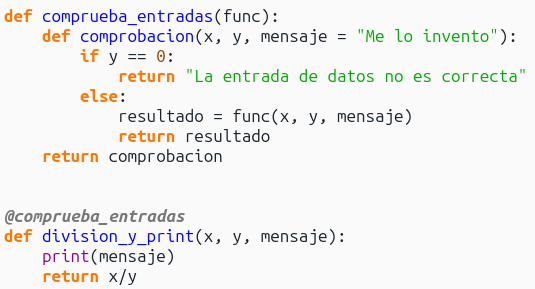 def comprueba_entradas(func):
    def comprobacion(x, y, mensaje = "Me lo invento"):
        if y == 0:
            return "La entrada de datos no es correcta"
        else:
            resultado = func(x, y, mensaje)
            return resultado
    return comprobacion
@comprueba_entradas
def division_y_print(x, y, mensaje):
    print(mensaje)
    return x/y